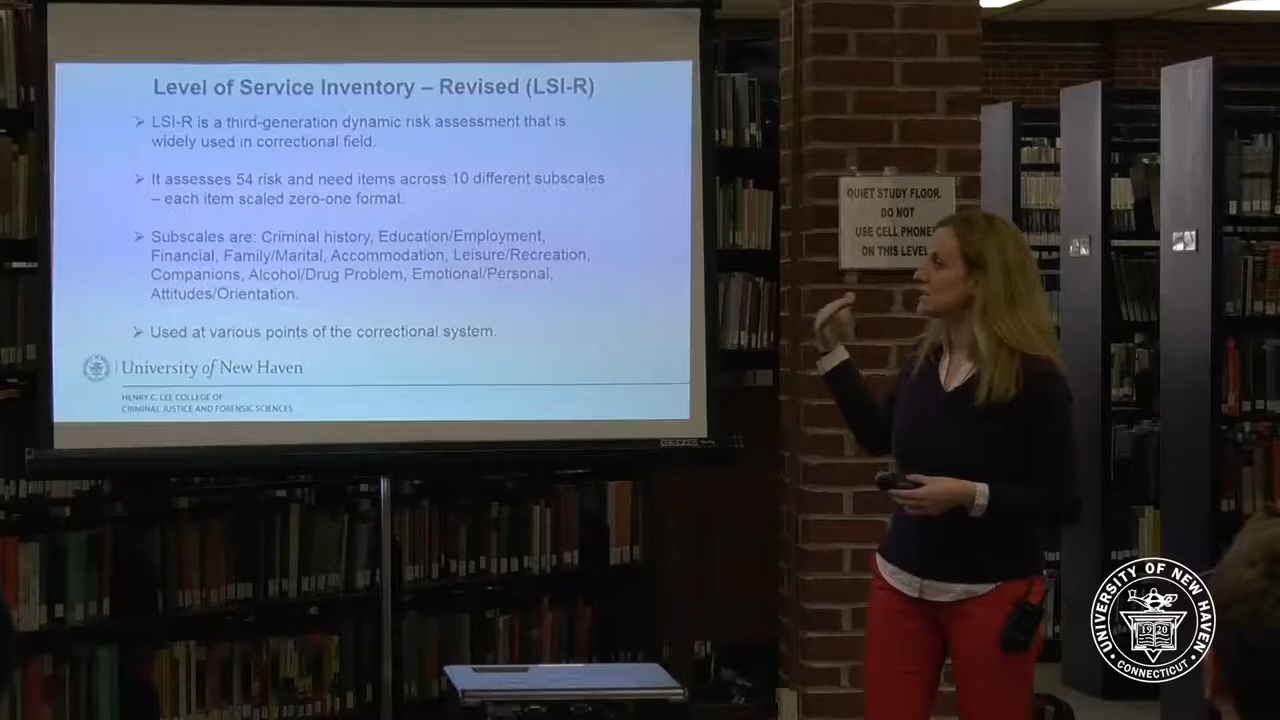 Level of Service Inventory – Revised (LSI-R)
➢ LSI-R is a third-generation dynamic risk assessment that is
widely used in correctional field.
➢ It assesses 54 risk and need items across 10 different subscales
– each item scaled zero-one format.
➢ Subscales are: Criminal history, Education/Employment,
Financial, Family/Marital, Accommodation, Leisure/Recreation,
Companions, Alcohol/Drug Problem, Emotional/Personal,
Attitudes/Orientation.
➢ Used at various points of the correctional system.
University of New Haven
HENRY C. LEE COLLEGE OF
CRIMINAL JUSTICE AND FORENSIC SCIENCES
QUIET STUDY FLOOR.
DO NOT
USE CELL PHONE
ON THIS LEVEL
UNIVERSITY OF NEW HAVEN
1920
CONNECTICUT